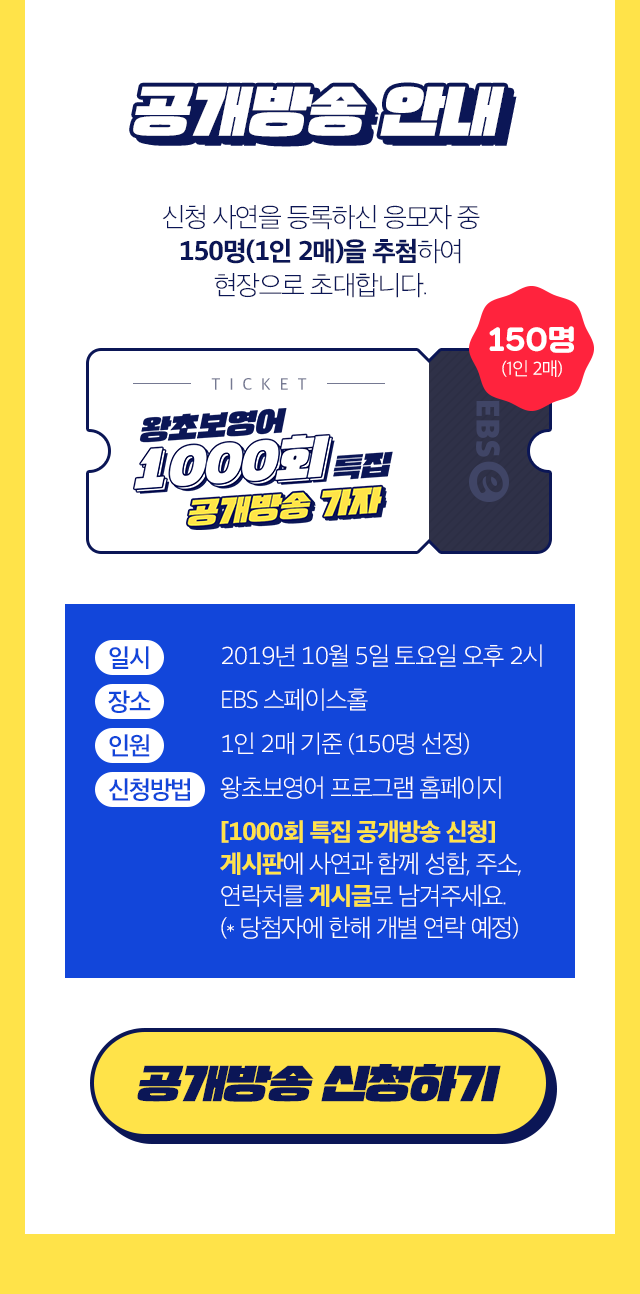 공개방송 안내
신청 사연을 등록하신 응모자 중
150명(1인 2매)을 추첨하여
현장으로 초대합니다.
150명
(1인 2매)
TICKET
왕초보영어
1000회 특집
공개방송 가자
EBS e
일시 2019년 10월 5일 토요일 오후 2시
장소 EBS 스페이스홀
인원 1인 2매 기준 (150명 선정)
신청방법 왕초보영어 프로그램 홈페이지
[1000회 특집 공개방송 신청]
게시판에 사연과 함께 성함, 주소,
연락처를 게시글로 남겨주세요.
(* 당첨자에 한해 개별 연락 예정)
공개방송 신청하기